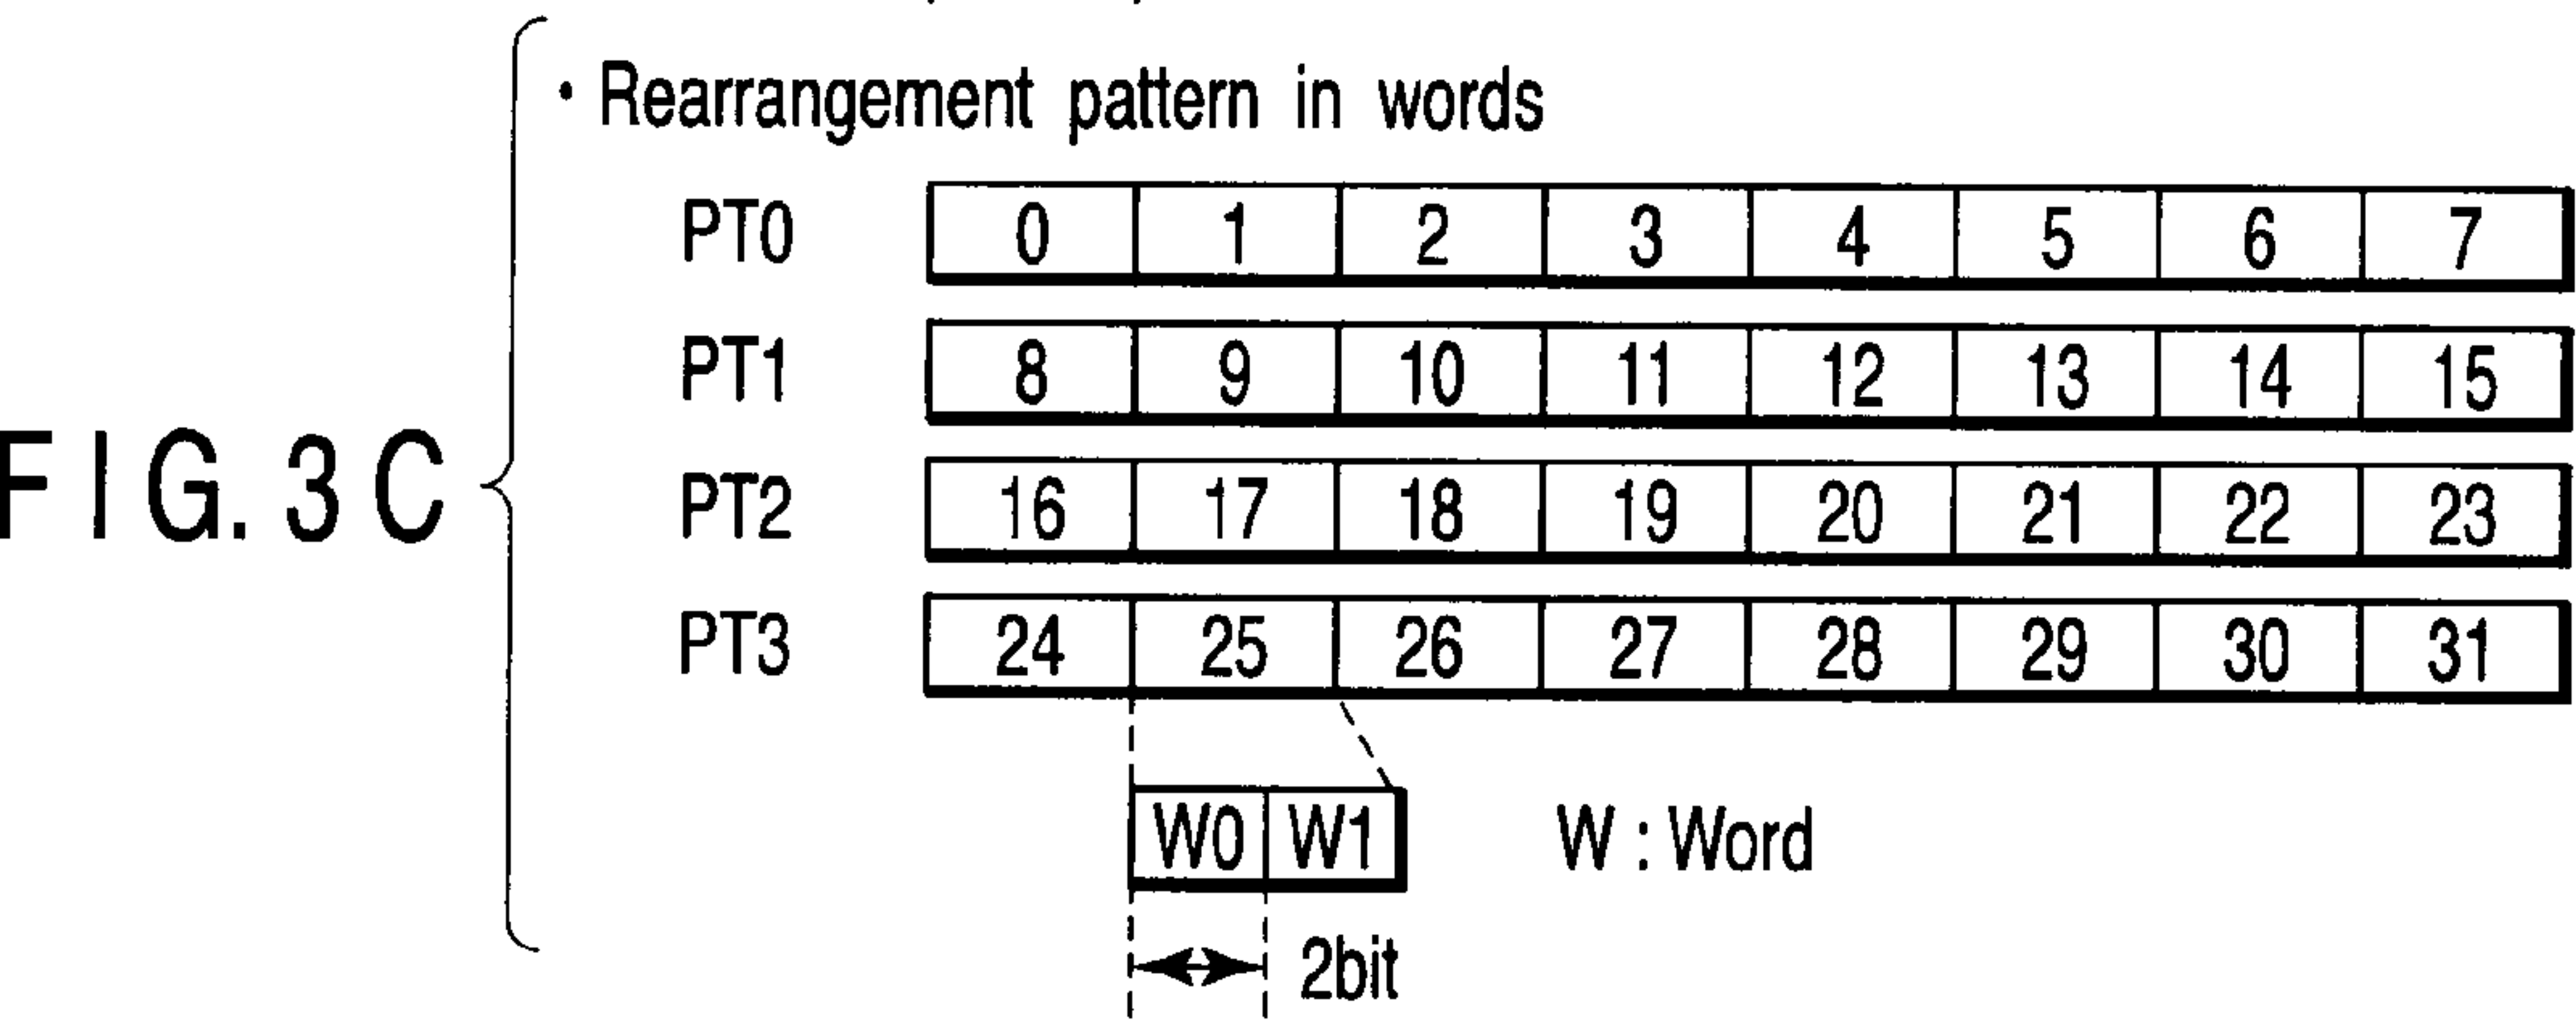 ・Rearrangement pattern in words
PT0 0 1 2 3 4 5 6 7
PT1 8 9 10 11 12 13 14 15
FIG. 3C
PT2 16 17 18 19 20 21 22 23
PT3 24 25 26 27 28 29 30 31
W0 W1 W : Word
2bit